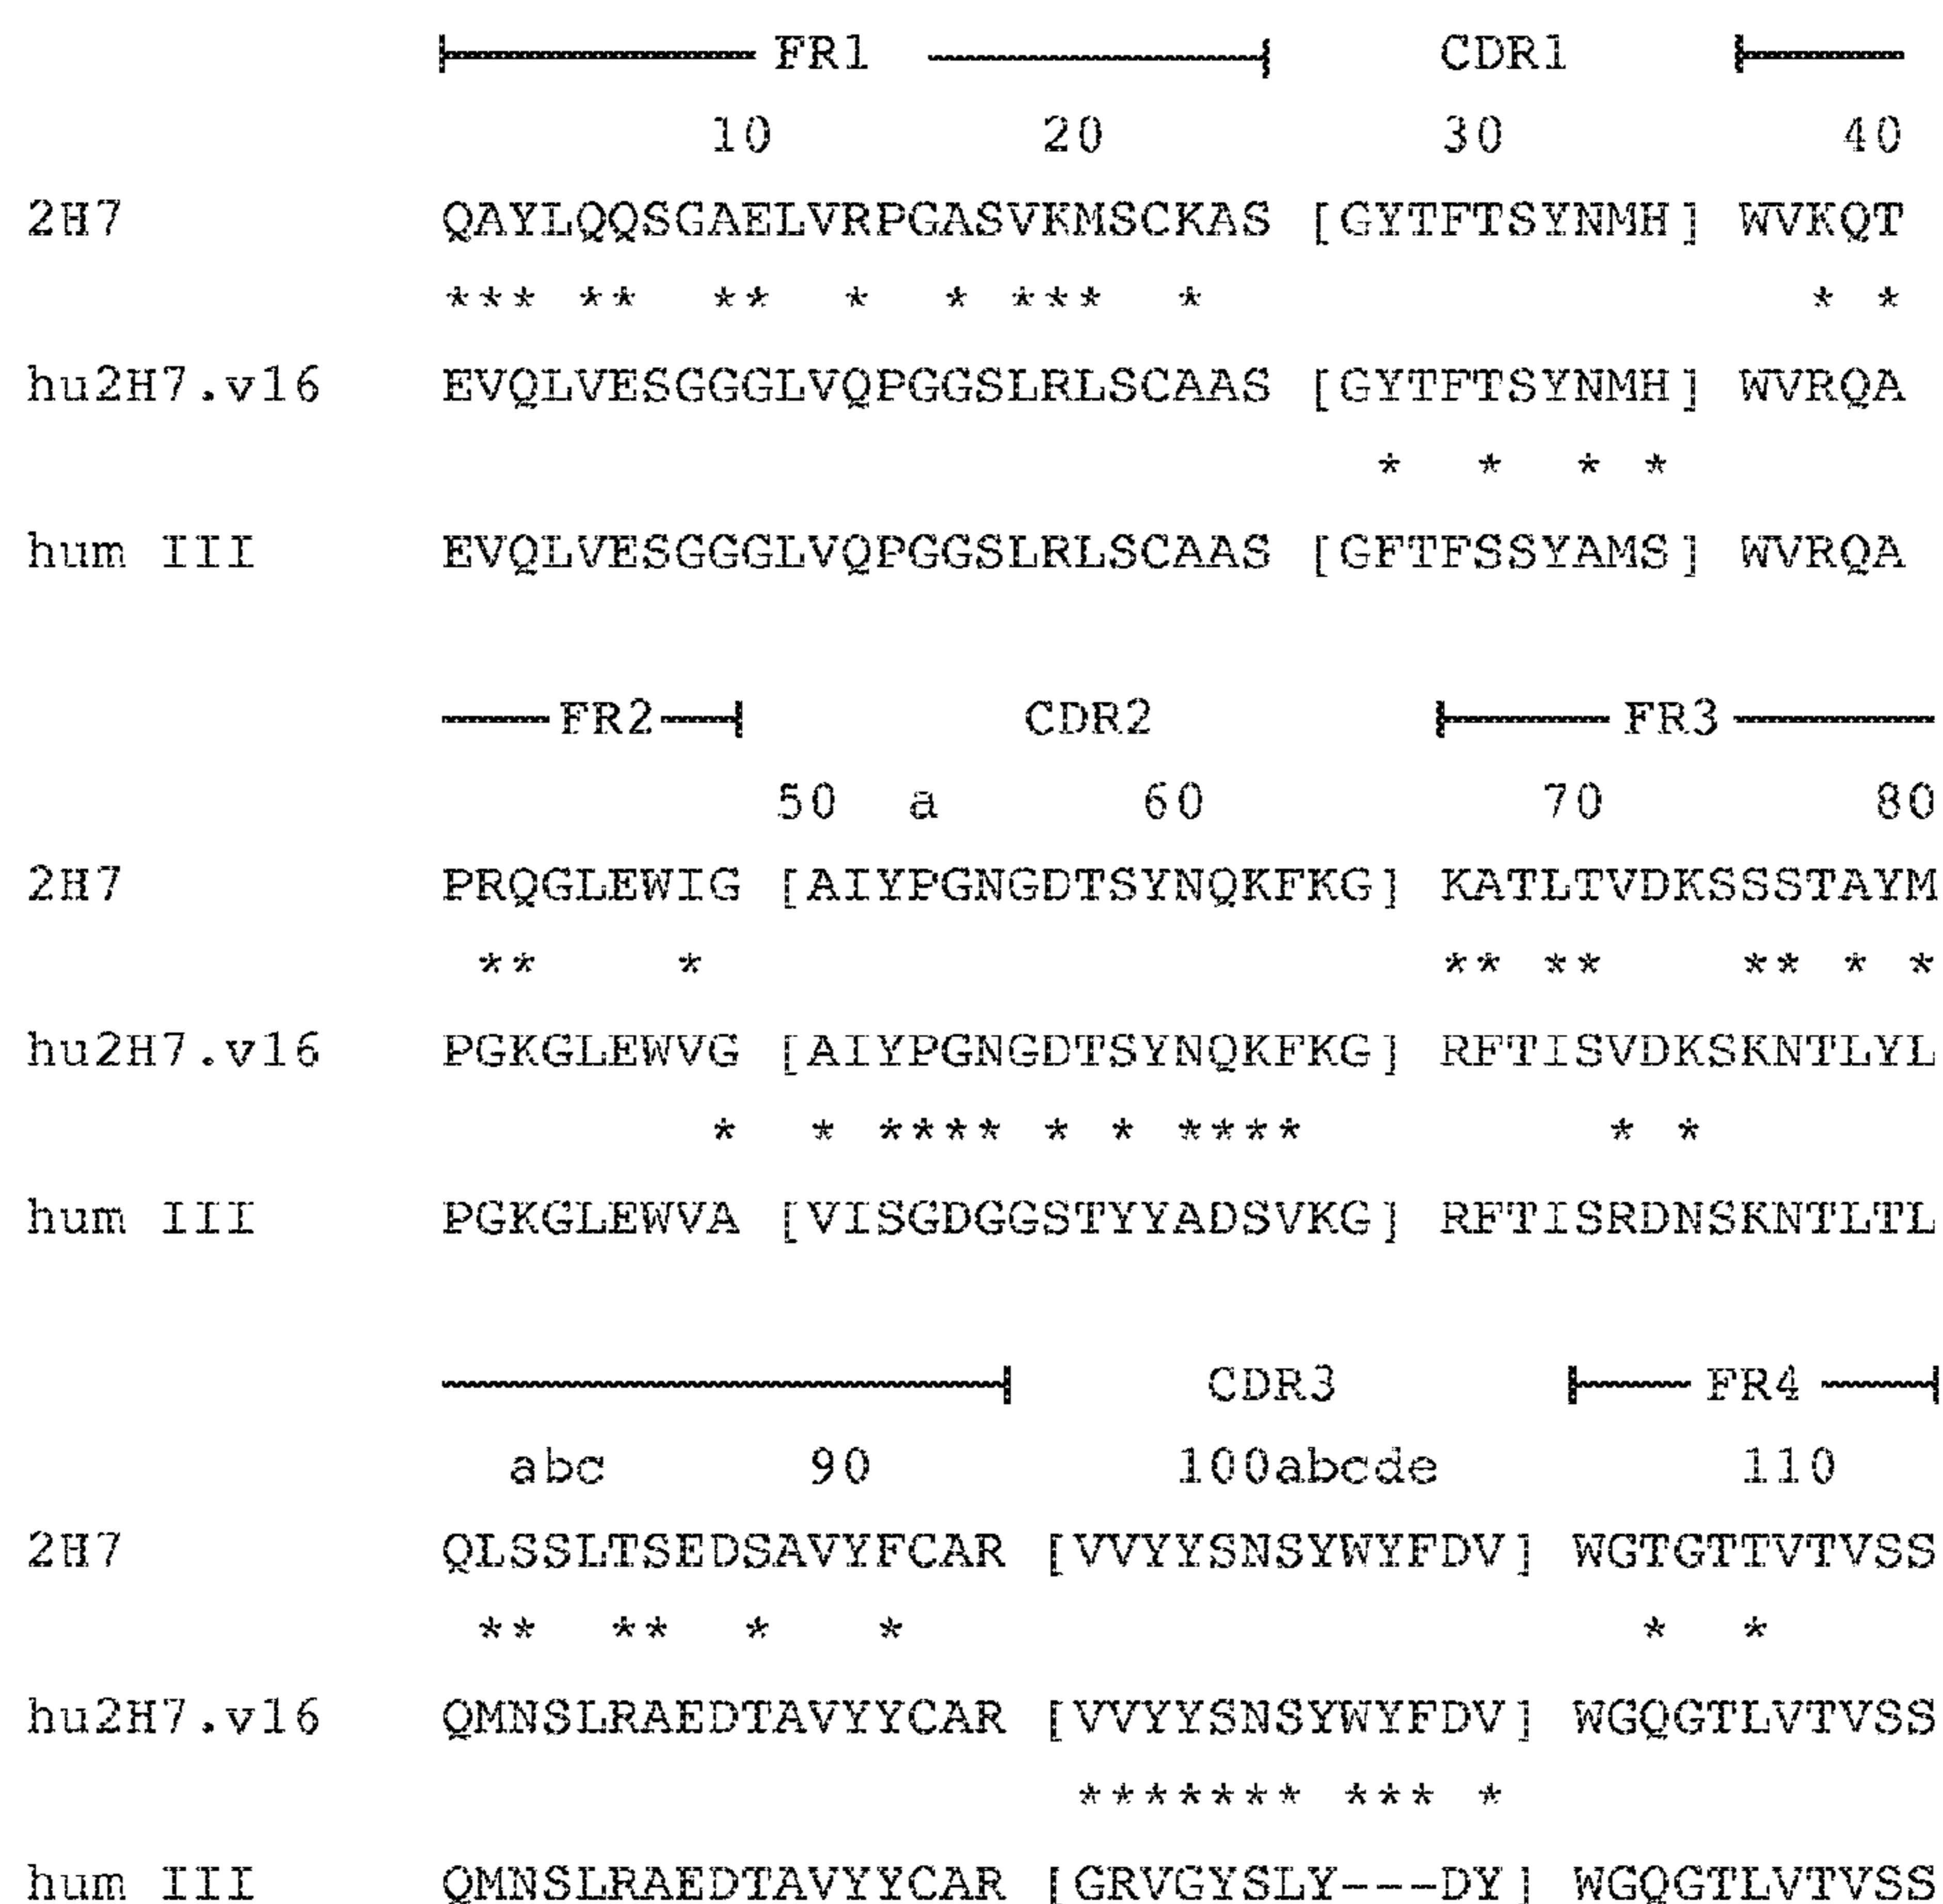 FR1 CDR1
10 20 30 40
2H7 QAYLQQSGAELVRPGASVKMSCKAS [GYTFTSYNMH] WVKQT
*** ** ** * * *** * * *
hu2H7.v16 EVQLVESGGGLVQPGGSLRLSCAAS [GYTFTSYNMH] WVRQA
* * * *
hum III EVQLVESGGGLVQPGGSLRLSCAAS [GFTFSSYAMS] WVRQA
FR2 CDR2 FR3
50 a 60 70 80
2H7 PRQGLEWIG [AIYPGNGDTSYNQKFKG] KATLTVDKSSSTAYM
** * ** ** ** * *
hu2H7.v16 PGKGLEWVG [AIYPGNGDTSYNQKFKG] RFTISVDKSKNTLYL
* * **** * * **** * *
hum III PGKGLEWVA [VISGDGGSTYYADSVKG] RFTISRDNSKNTLTL
CDR3 FR4
abc 90 100abcde 110
2H7 QLSSLTSEDSAVYFCAR [VVYYSNSYWYFDV] WGTGTTVTVSS
** ** * * * *
hu2H7.v16 QMNSLRAEDTAVYYCAR [VVYYSNSYWYFDV] WGQGTLVTVSS
******* *** *
hum III QMNSLRAEDTAVYYCAR [GRVGYSLY---DY] WGQGTLVTVSS